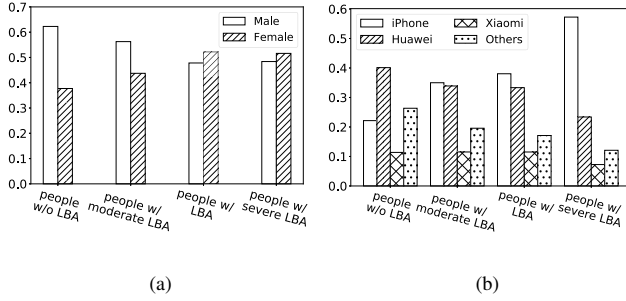 0.7
0.6
0.5
0.4
0.3
0.2
0.1
0.0
Male
Female
people
w/o LBA
people w/
moderate LBA
people w/
LBA
people w/
severe LBA
(a)
0.6
0.5
0.4
0.3
0.2
0.1
0.0
iPhone
Huawei
Xiaomi
Others
people
w/o LBA
people w/
moderate LBA
people w/
LBA
people w/
severe LBA
(b)